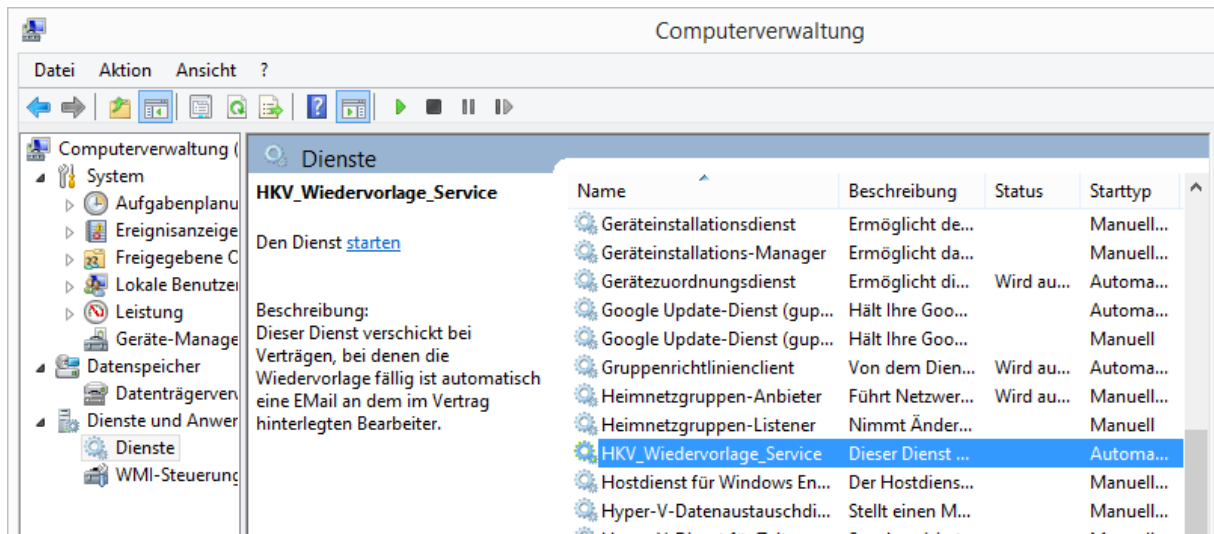 Computerverwaltung
Datei Aktion Ansicht ?
Computerverwaltung (
System
Aufgabenplanu
Ereignisanzeige
Freigegebene O
Lokale Benutzer
Leistung
Geräte-Manage
Datenspeicher
Datenträgerverv
Dienste und Anwer
Dienste
WMI-Steuerung
Dienste
HKV_Wiedervorlage_Service
Den Dienst starten
Beschreibung:
Dieser Dienst verschickt bei
Verträgen, bei denen die
Wiedervorlage fällig ist automatisch
eine EMail an dem im Vertrag
hinterlegten Bearbeiter.
Name Beschreibung Status Starttyp
Geräteinstallationsdienst Ermöglicht de... Manuell...
Geräteinstallations-Manager Ermöglicht da... Manuell...
Gerätezuordnungsdienst Ermöglicht di... Wird au... Automa...
Google Update-Dienst (gup... Hält Ihre Goo... Automa...
Google Update-Dienst (gup... Hält Ihre Goo... Manuell
Gruppenrichtlinienclient Von dem Dien... Wird au... Automa...
Heimnetzgruppen-Anbieter Führt Netzwer... Wird au... Manuell...
Heimnetzgruppen-Listener Nimmt Änder... Manuell
HKV_Wiedervorlage_Service Dieser Dienst ... Automa...
Hostdienst für Windows En... Der Hostdiens... Manuell...
Hyper-V-Datenaustauschdi... Stellt einen M... Manuell...